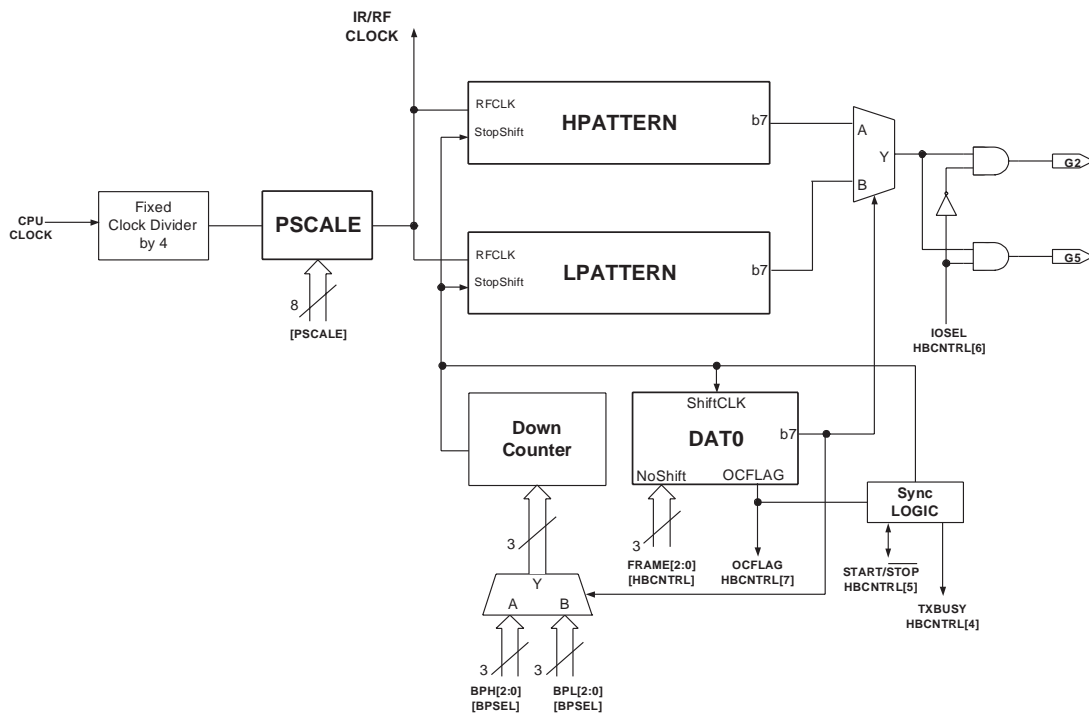 IR/RF
CLOCK
RFCLK
StopShift
HPATTERN
b7
A
Y
B
G2
CPU
CLOCK
Fixed
Clock Divider
by 4
PSCALE
8
[PSCALE]
RFCLK
StopShift
LPATTERN
b7
G5
IOSEL
HBCNTRL[6]
Down
Counter
ShiftCLK
DAT0
b7
NoShift
OCFLAG
Sync
LOGIC
3
3
FRAME[2:0]
[HBCNTRL]
OCFLAG
HBCNTRL[7]
START/STOP
HBCNTRL[5]
TXBUSY
HBCNTRL[4]
Y
A
B
3
3
BPH[2:0]
[BPSEL]
BPL[2:0]
[BPSEL]